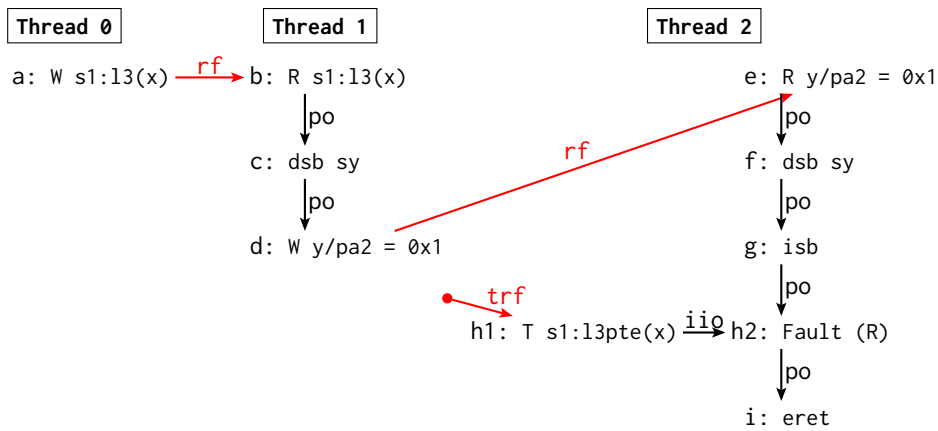 Thread 0 Thread 1 Thread 2
a: W s1:l3(x) rf b: R s1:l3(x) e: R y/pa2 = 0x1
po po
c: dsb sy rf f: dsb sy
po po
d: W y/pa2 = 0x1 g: isb
trf po
h1: T s1:l3pte(x) iio h2: Fault (R)
po
i: eret